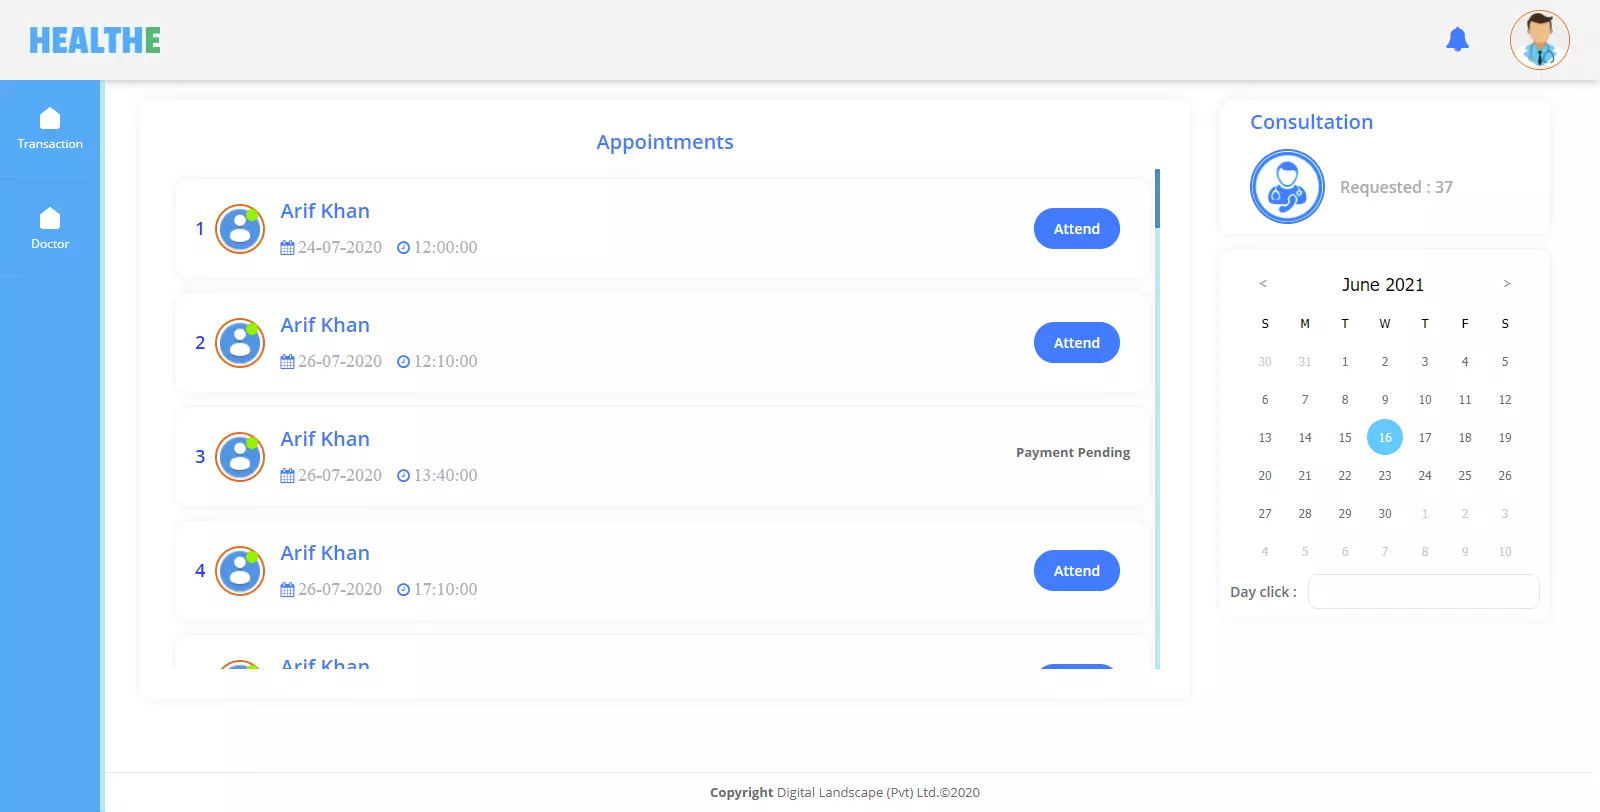 HEALTHE
Transaction
Doctor
Appointments
1 Arif Khan
24-07-2020 12:00:00
Attend
2 Arif Khan
26-07-2020 12:10:00
Attend
3 Arif Khan
26-07-2020 13:40:00
Payment Pending
4 Arif Khan
26-07-2020 17:10:00
Attend
Arif Khan
Consultation
Requested : 37
< June 2021 >
S M T W T F S
30 31 1 2 3 4 5
6 7 8 9 10 11 12
13 14 15 16 17 18 19
20 21 22 23 24 25 26
27 28 29 30 1 2 3
4 5 6 7 8 9 10
Day click :
Copyright Digital Landscape (Pvt) Ltd.©2020